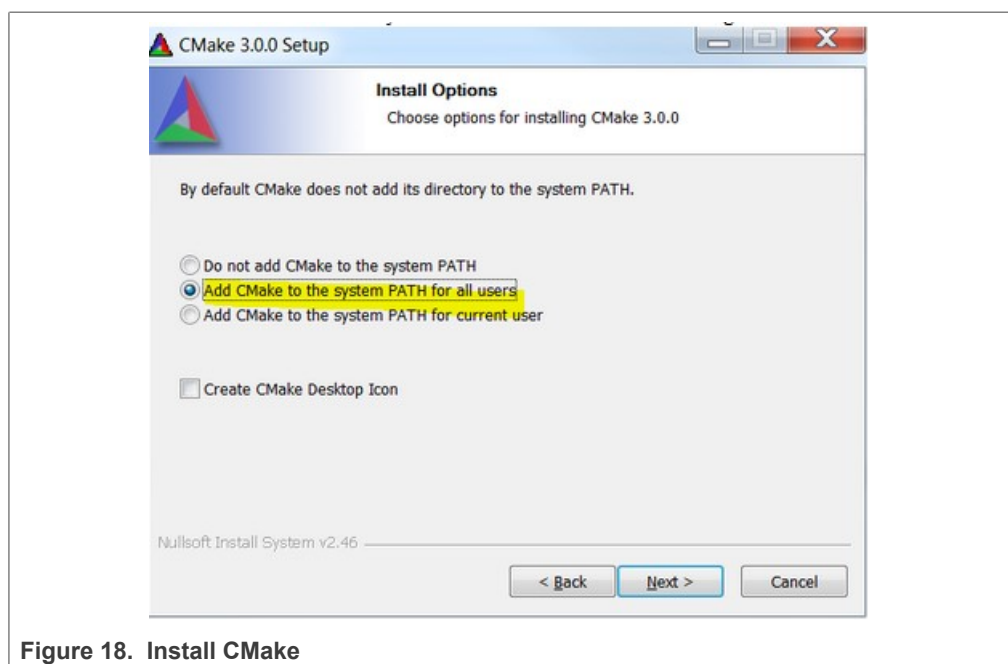 CMake 3.0.0 Setup
Install Options
Choose options for installing CMake 3.0.0
By default CMake does not add its directory to the system PATH.
Do not add CMake to the system PATH
Add CMake to the system PATH for all users
Add CMake to the system PATH for current user
Create CMake Desktop Icon
Nullsoft Install System v2.46
< Back Next > Cancel
Figure 18. Install CMake